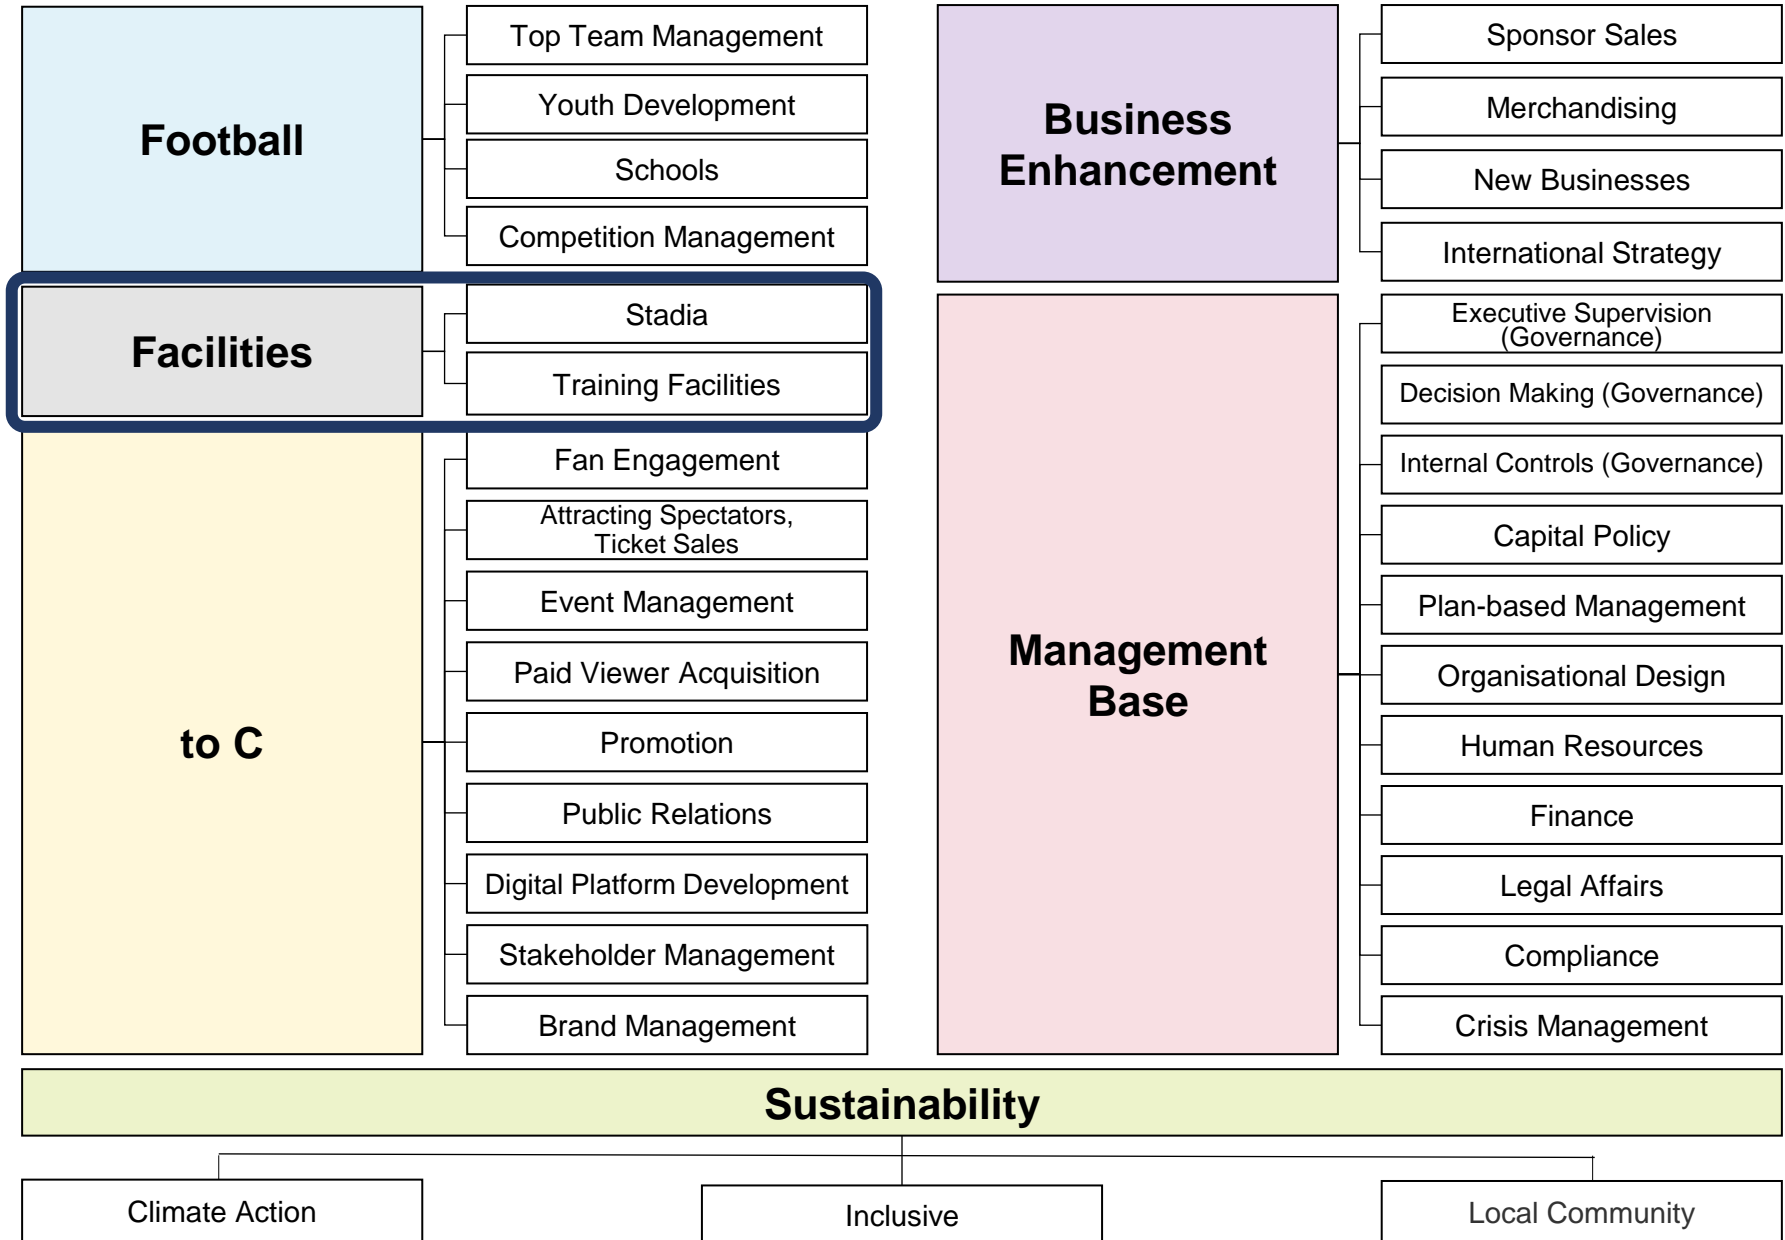 Football
Top Team Management
Youth Development
Schools
Competition Management
Facilities
Stadia
Training Facilities
to C
Fan Engagement
Attracting Spectators,
Ticket Sales
Event Management
Paid Viewer Acquisition
Promotion
Public Relations
Digital Platform Development
Stakeholder Management
Brand Management
Business
Enhancement
Sponsor Sales
Merchandising
New Businesses
International Strategy
Management
Base
Executive Supervision
(Governance)
Decision Making (Governance)
Internal Controls (Governance)
Capital Policy
Plan-based Management
Organisational Design
Human Resources
Finance
Legal Affairs
Compliance
Crisis Management
Sustainability
Climate Action
Inclusive
Local Community